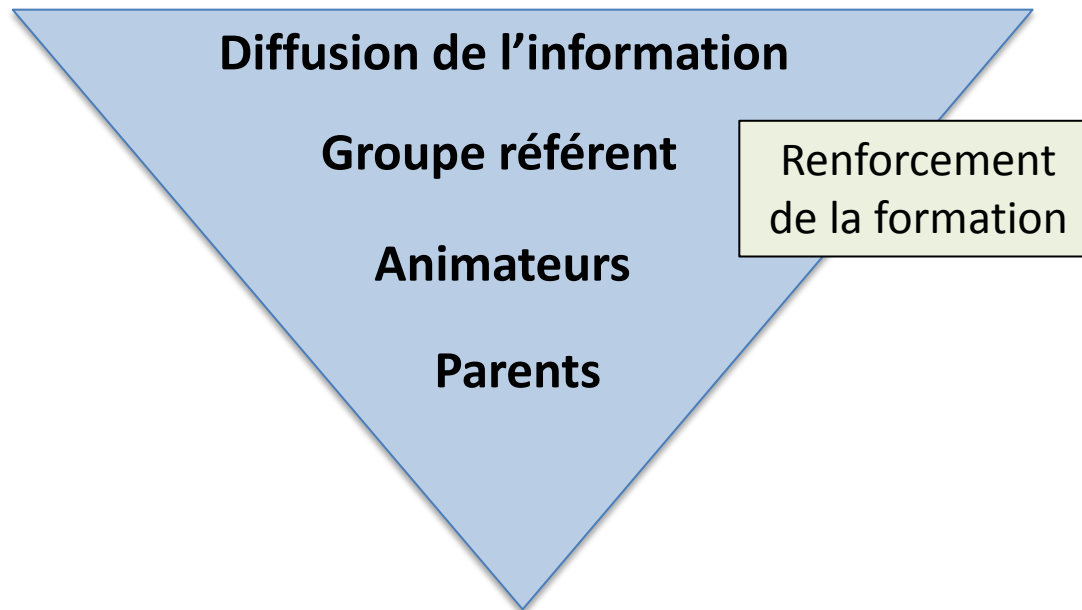 Diffusion de l’information
Groupe référent
Renforcement
de la formation
Animateurs
Parents